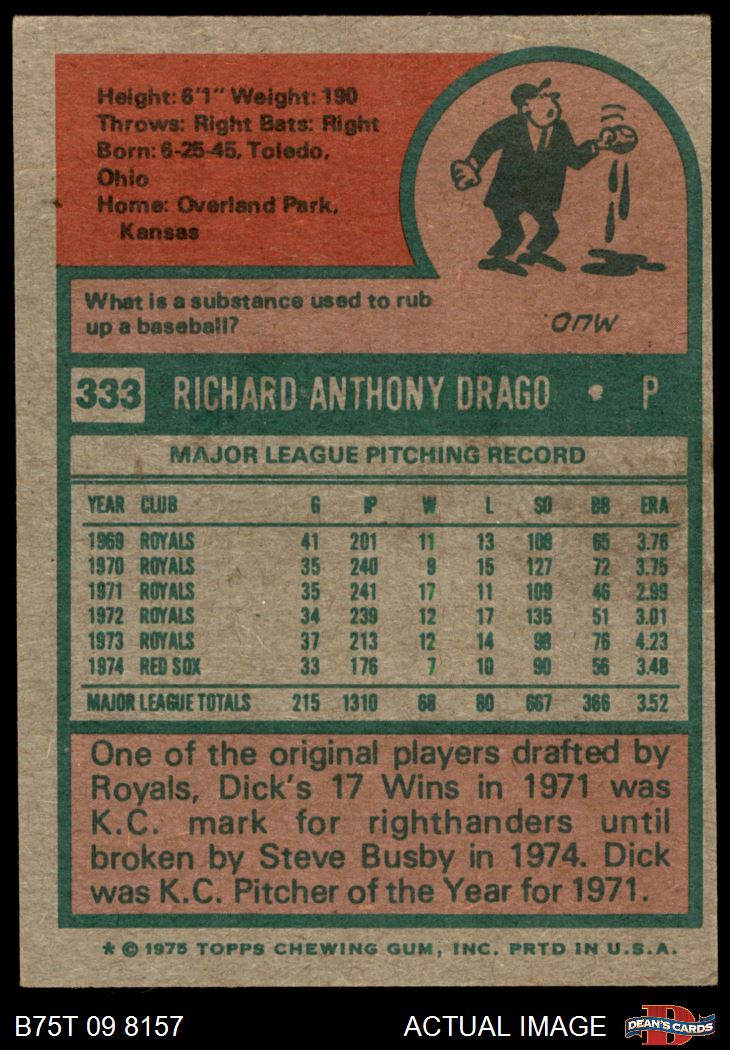 Height: 6'1" Weight: 190
Throws: Right Bats: Right
Born: 6-25-45, Toledo,
Ohio
Home: Overland Park,
Kansas
What is a substance used to rub
up a baseball?
MUD
333 RICHARD ANTHONY DRAGO • P
MAJOR LEAGUE PITCHING RECORD
YEAR CLUB G IP W L SO BB ERA
1969 ROYALS 41 201 11 13 108 65 3.76
1970 ROYALS 35 240 9 15 127 72 3.75
1971 ROYALS 35 241 17 11 109 46 2.99
1972 ROYALS 34 239 12 17 135 51 3.01
1973 ROYALS 37 213 12 14 98 76 4.23
1974 RED SOX 33 176 7 10 90 56 3.48
MAJOR LEAGUE TOTALS 215 1310 68 80 667 366 3.52
One of the original players drafted by
Royals, Dick's 17 Wins in 1971 was
K.C. mark for righthanders until
broken by Steve Busby in 1974. Dick
was K.C. Pitcher of the Year for 1971.
* © 1975 TOPPS CHEWING GUM, INC. PRTD IN U.S.A.
B75T 09 8157 ACTUAL IMAGE DEAN'S CARDS